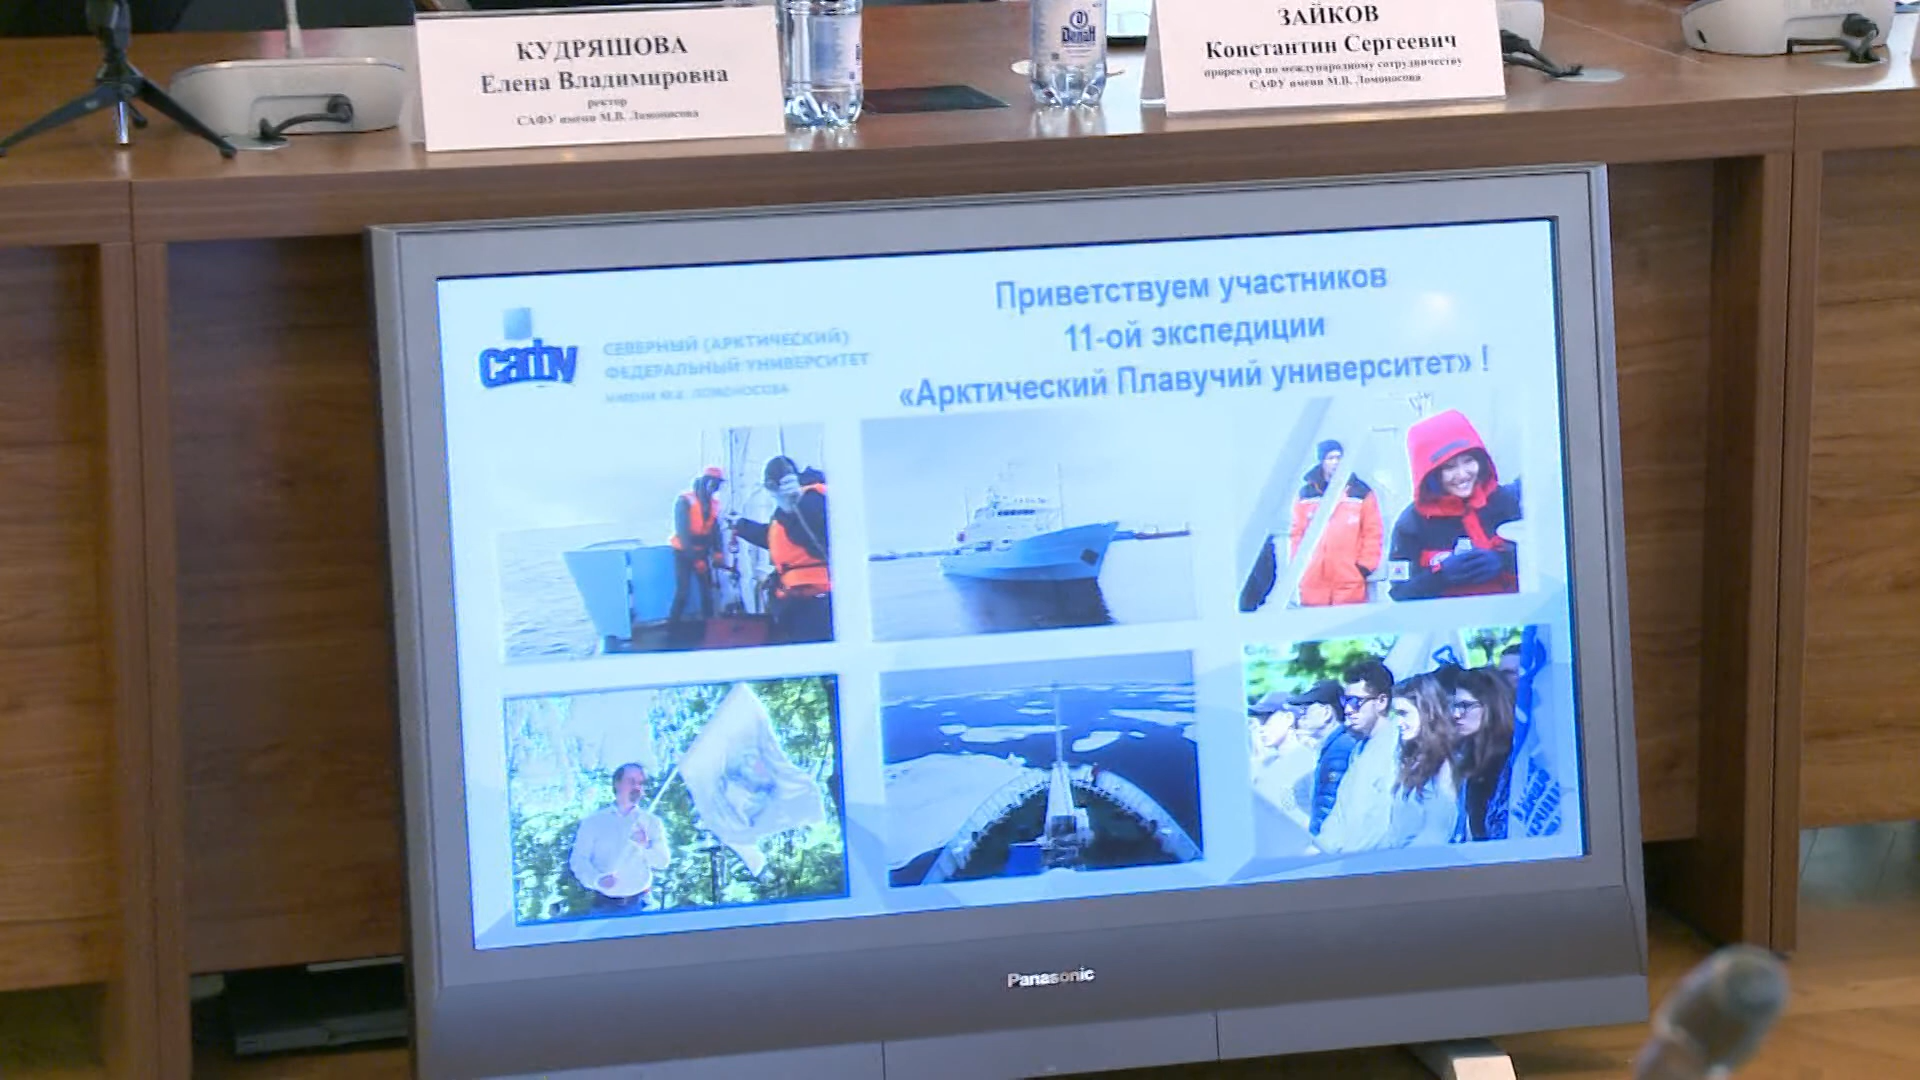 КУДРЯШОВА
Елена Владимировна
ректор
САФУ имени М.В. Ломоносова
ЗАЙКОВ
Константин Сергеевич
проректор по международному сотрудничеству
САФУ имени М.В. Ломоносова
сафу
СЕВЕРНЫЙ (АРКТИЧЕСКИЙ)
ФЕДЕРАЛЬНЫЙ УНИВЕРСИТЕТ
ИМЕНИ М.В. ЛОМОНОСОВА
Приветствуем участников
11-ой экспедиции
«Арктический Плавучий университет» !
Panasonic